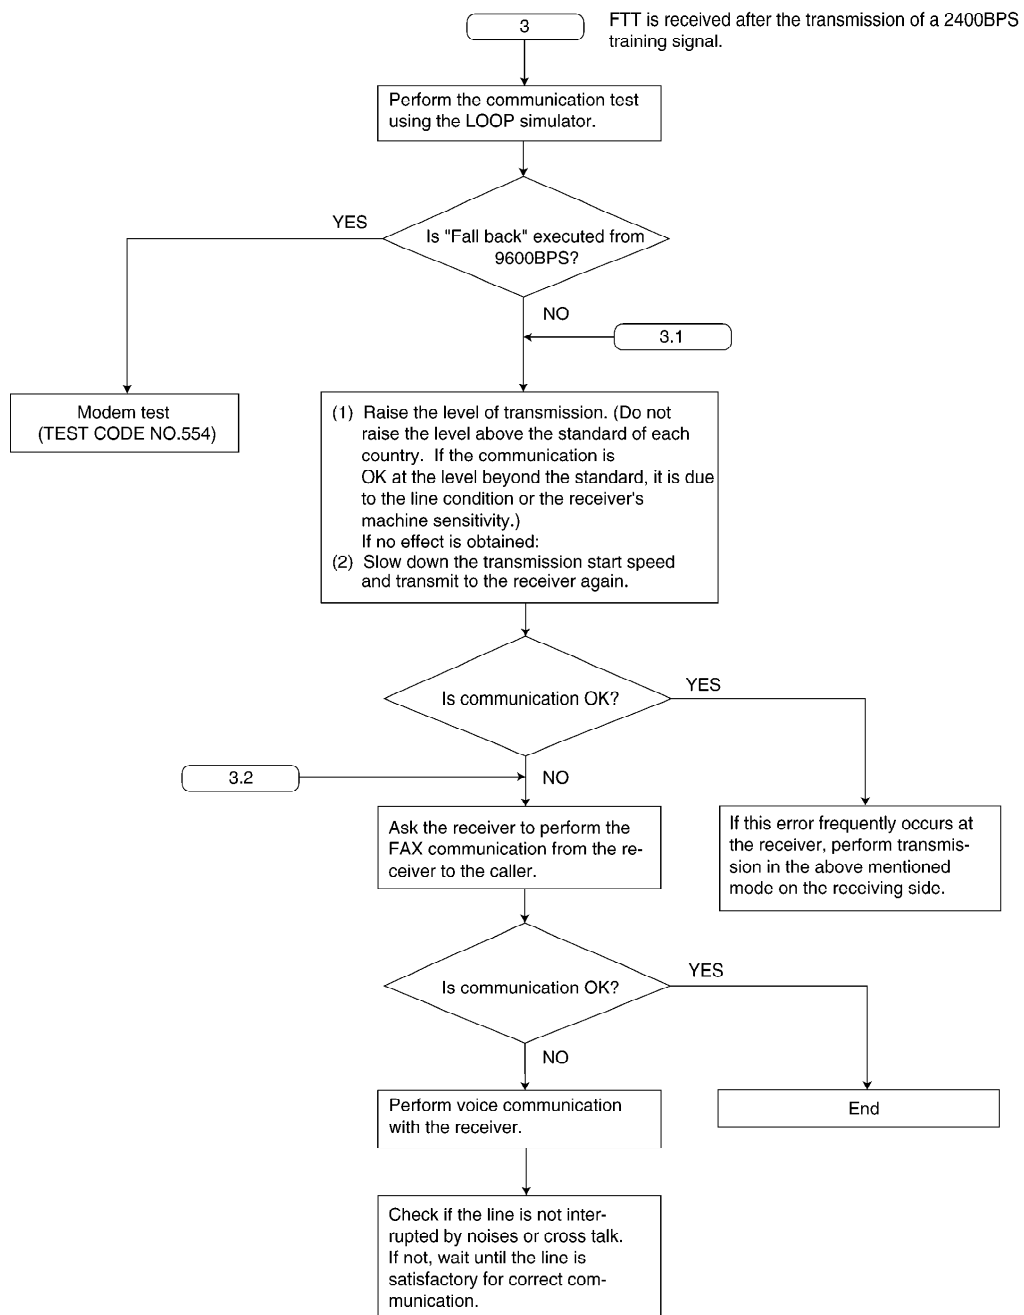 3
FTT is received after the transmission of a 2400BPS
training signal.
Perform the communication test
using the LOOP simulator.
YES
Is "Fall back" executed from
9600BPS?
NO
3.1
Modem test
(TEST CODE NO.554)
(1) Raise the level of transmission. (Do not
raise the level above the standard of each
country. If the communication is
OK at the level beyond the standard, it is due
to the line condition or the receiver's
machine sensitivity.)
If no effect is obtained:
(2) Slow down the transmission start speed
and transmit to the receiver again.
Is communication OK?
YES
3.2
NO
Ask the receiver to perform the
FAX communication from the re-
ceiver to the caller.
If this error frequently occurs at
the receiver, perform transmis-
sion in the above mentioned
mode on the receiving side.
Is communication OK?
YES
NO
Perform voice communication
with the receiver.
End
Check if the line is not inter-
rupted by noises or cross talk.
If not, wait until the line is
satisfactory for correct com-
munication.